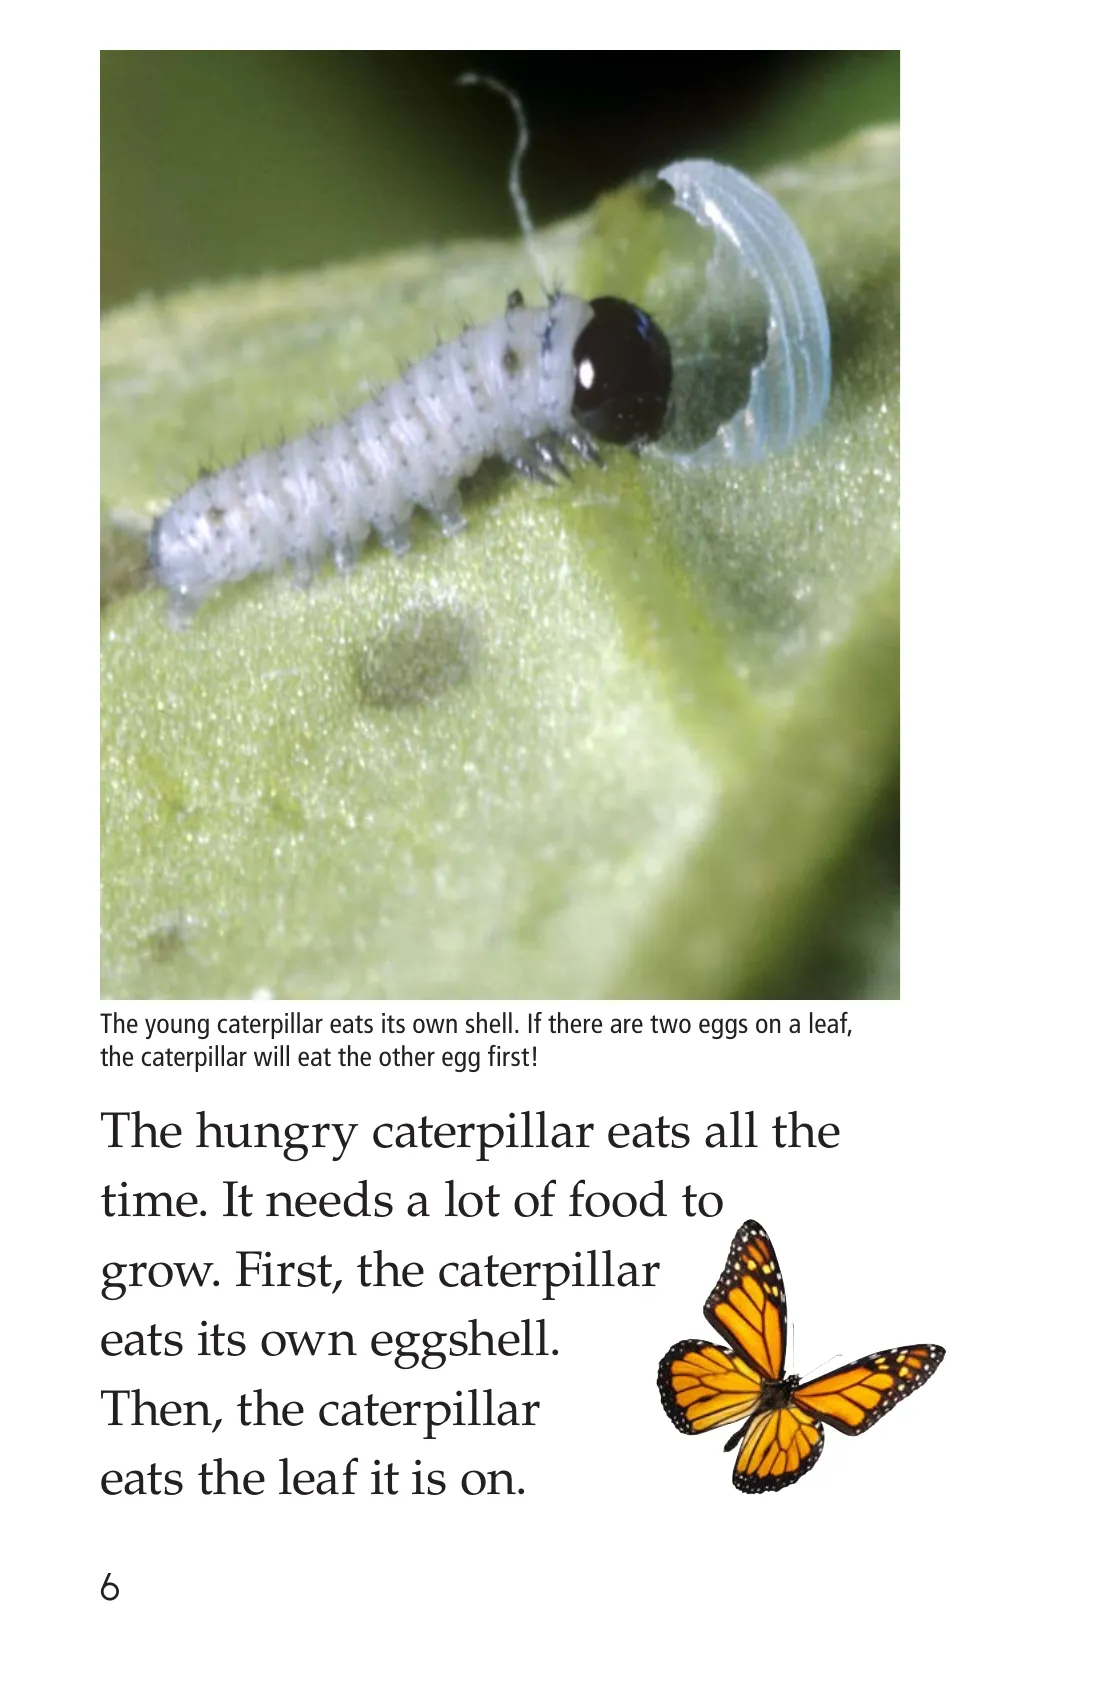 The young caterpillar eats its own shell. If there are two eggs on a leaf,
the caterpillar will eat the other egg first!
The hungry caterpillar eats all the
time. It needs a lot of food to
grow. First, the caterpillar
eats its own eggshell.
Then, the caterpillar
eats the leaf it is on.
6